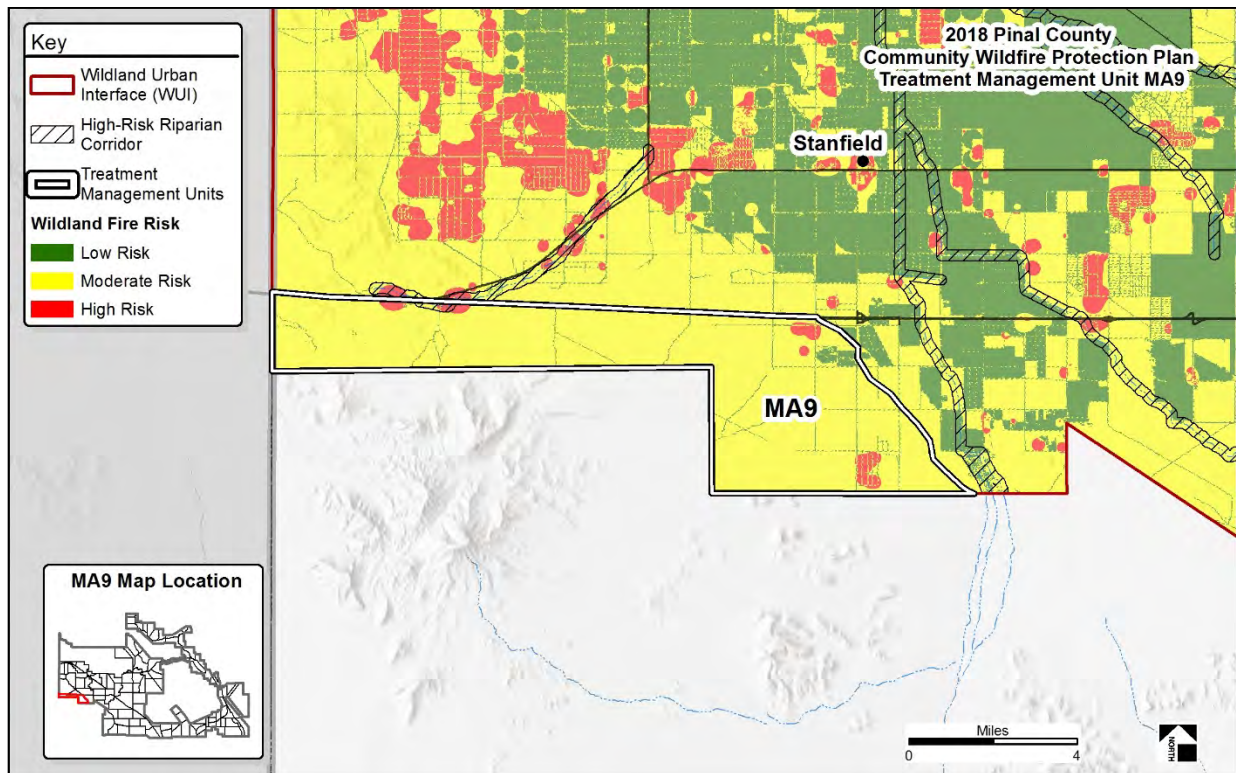 Key
Wildland Urban
Interface (WUI)
High-Risk Riparian
Corridor
Treatment
Management Units
Wildland Fire Risk
Low Risk
Moderate Risk
High Risk
2018 Pinal County
Community Wildfire Protection Plan
Treatment Management Unit MA9
Stanfield
MA9
MA9 Map Location
Miles
0
4
NORTH